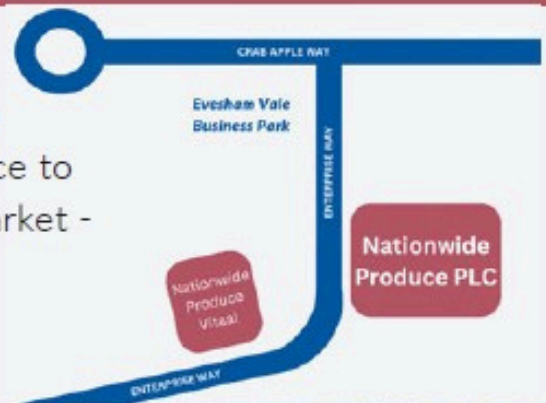 CRAB APPLE WAY
Evesham Vale
Business Park
ENTERPRISE WAY
ce to
rket -
Nationwide
Produce PLC
Nationwide
Produce
Vitaal
ENTERPRISE WAY